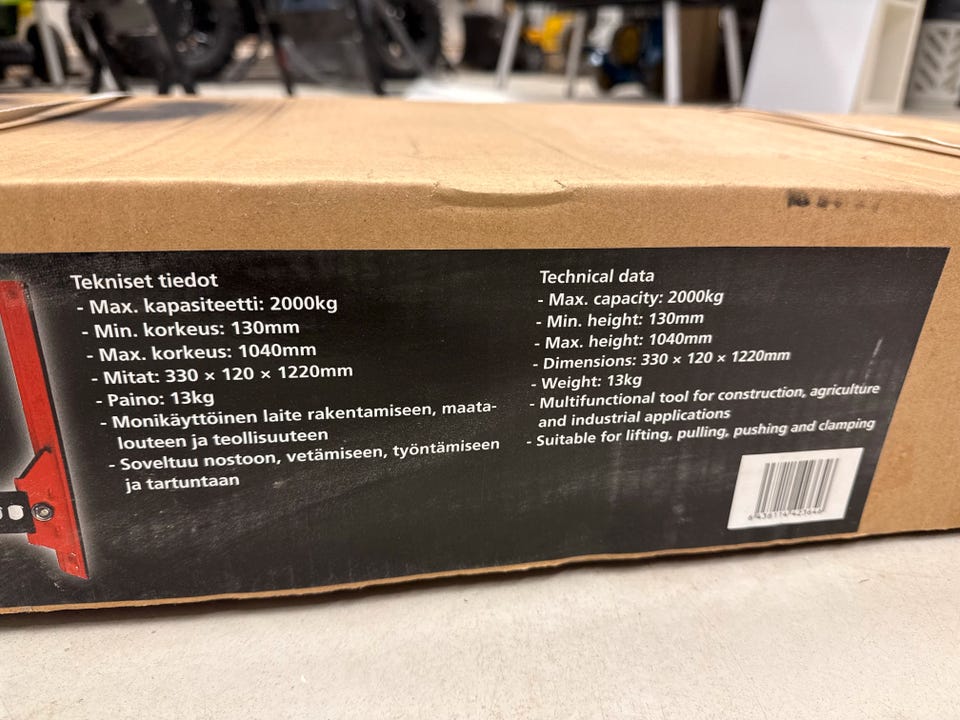 Tekniset tiedot
- Max. kapasiteetti: 2000kg
- Min. korkeus: 130mm
- Max. korkeus: 1040mm
- Mitat: 330 × 120 × 1220mm
- Paino: 13kg
- Monikäyttöinen laite rakentamiseen, maata-
louteen ja teollisuuteen
- Soveltuu nostoon, vetämiseen, työntämiseen
ja tartuntaan
Technical data
- Max. capacity: 2000kg
- Min. height: 130mm
- Max. height: 1040mm
- Dimensions: 330 × 120 × 1220mm
- Weight: 13kg
- Multifunctional tool for construction, agriculture
and industrial applications
- Suitable for lifting, pulling, pushing and clamping